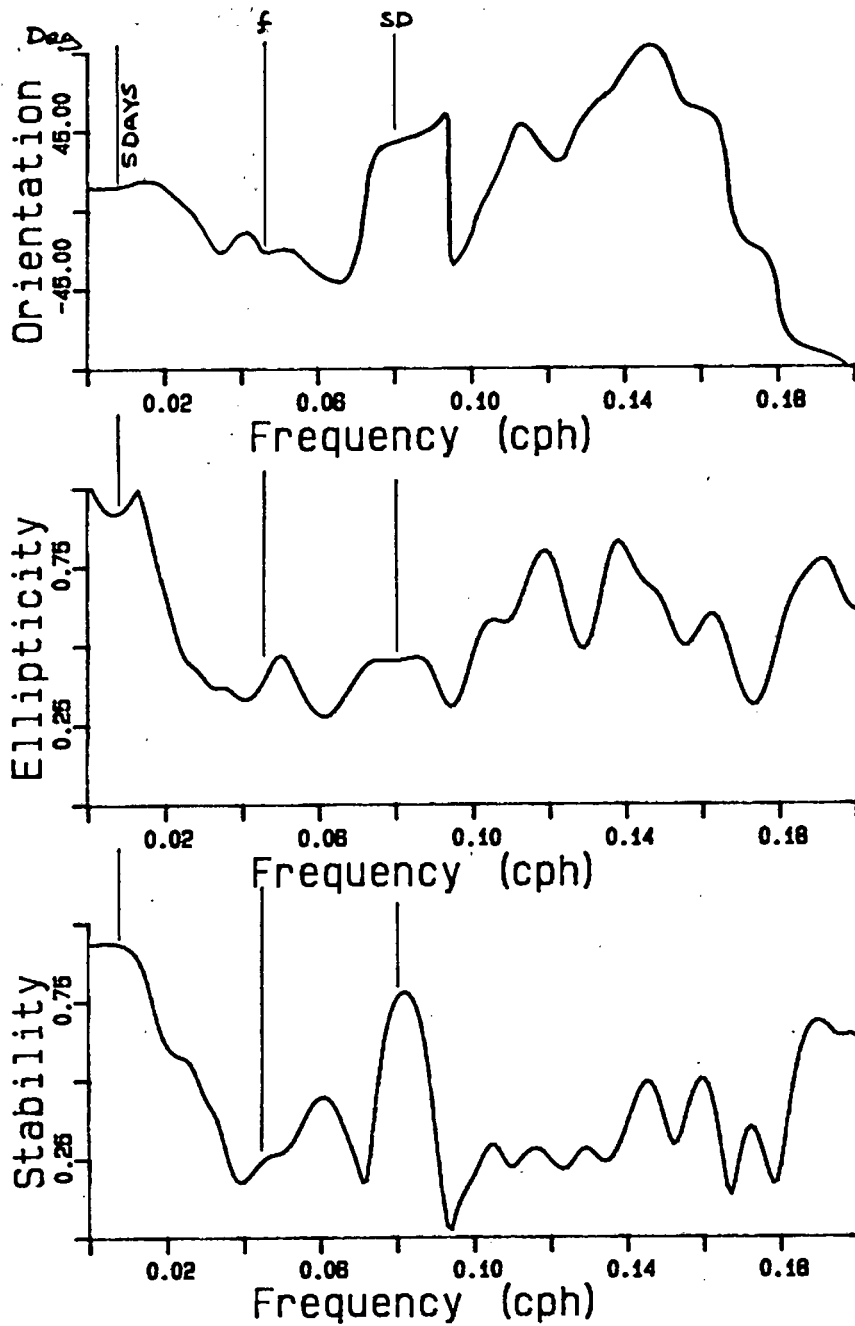 Deg
f
SD
5DAYS
Orientation
45.00
-45.00
0.02 0.06 0.10 0.14 0.18
Frequency (cph)
Ellipticity
0.75
0.25
0.02 0.06 0.10 0.14 0.18
Frequency (cph)
Stability
0.75
0.25
0.02 0.06 0.10 0.14 0.18
Frequency (cph)